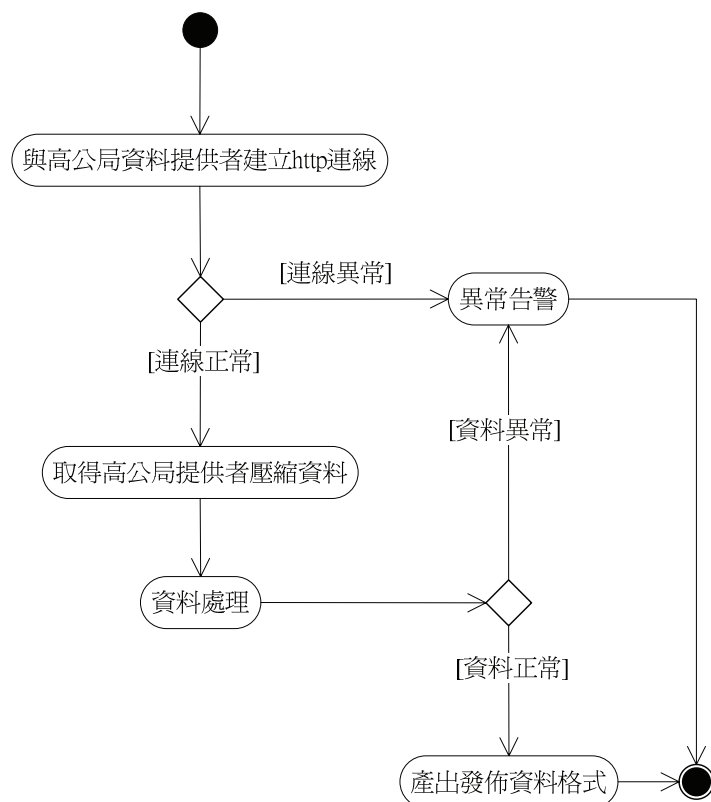 與高公局資料提供者建立http連線
[連線異常]
異常告警
[連線正常]
[資料異常]
取得高公局提供者壓縮資料
資料處理
[資料正常]
產出發佈資料格式